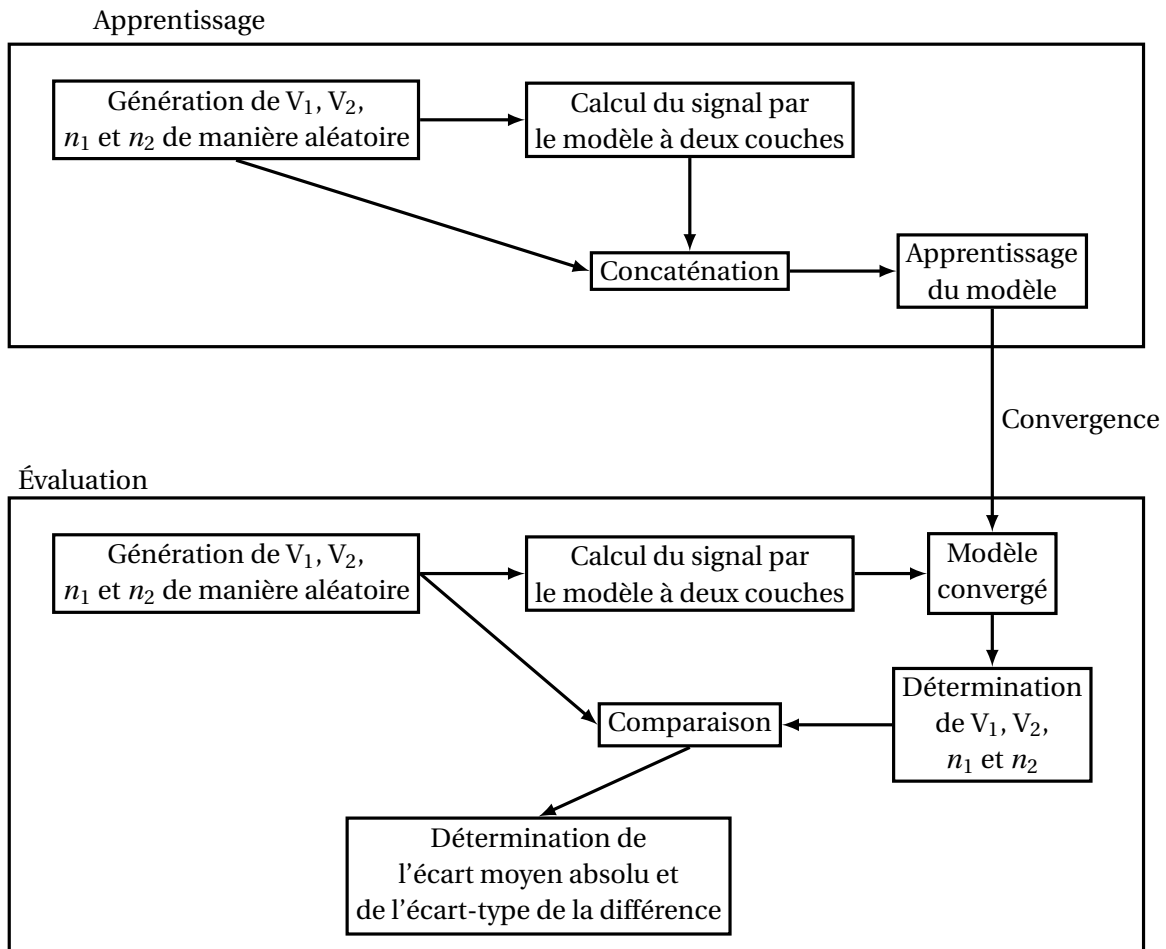 Apprentissage
Génération de V₁, V₂,
n₁ et n₂ de manière aléatoire
Calcul du signal par
le modèle à deux couches
Concaténation
Apprentissage
du modèle
Convergence
Évaluation
Génération de V₁, V₂,
n₁ et n₂ de manière aléatoire
Calcul du signal par
le modèle à deux couches
Modèle
convergé
Détermination
de V₁, V₂,
n₁ et n₂
Comparaison
Détermination de
l'écart moyen absolu et
de l'écart-type de la différence